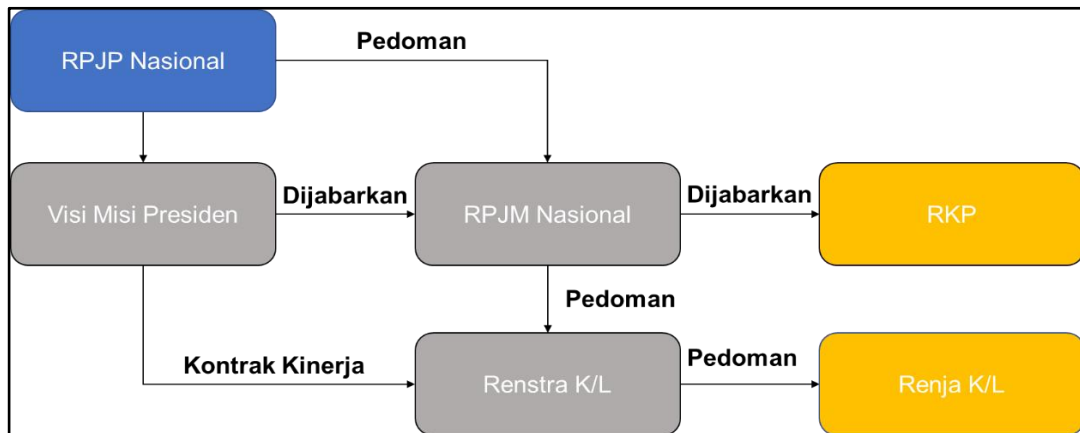 RPJP Nasional
Pedoman
Visi Misi Presiden
Dijabarkan
RPJM Nasional
Dijabarkan
RKP
Pedoman
Kontrak Kinerja
Renstra K/L
Pedoman
Renja K/L